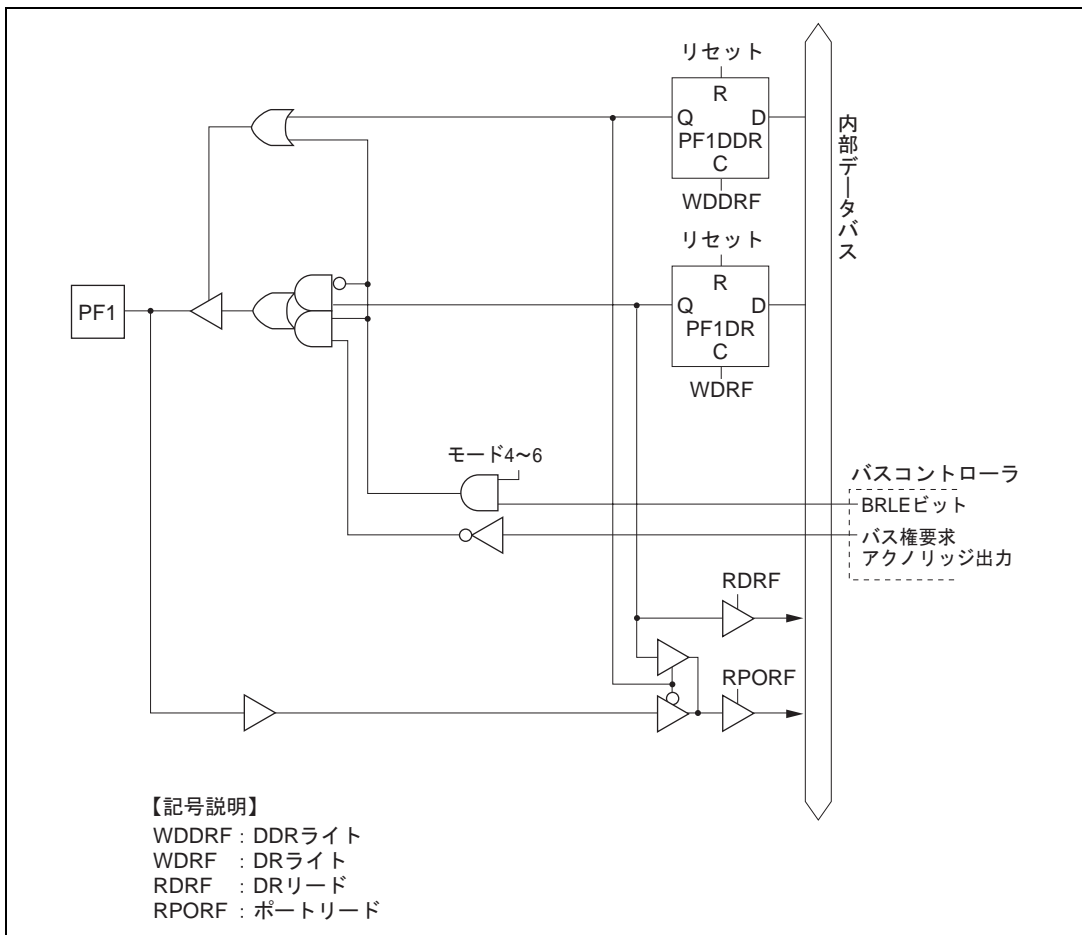 リセット
R
Q
D
PF1DDR
C
WDDRF
内部データバス
リセット
R
Q
D
PF1DR
C
WDRF
PF1
モード4～6
バスコントローラ
BRLEビット
バス権要求
アクノリッジ出力
RDRF
RPORF
【記号説明】
WDDRF : DDRライト
WDRF : DRライト
RDRF : DRリード
RPORF : ポートリード